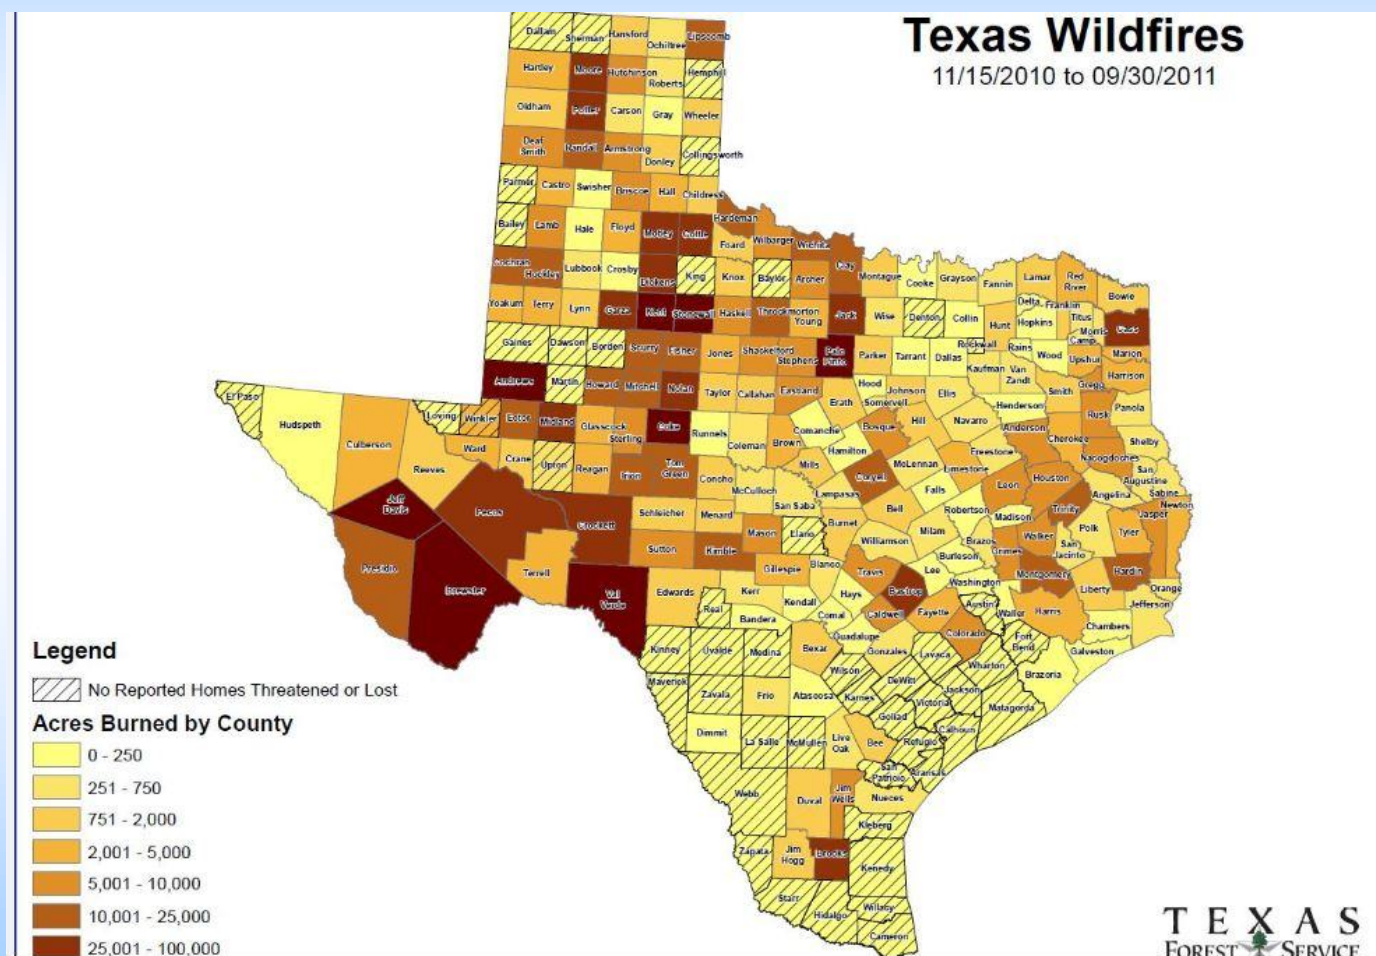 Texas Wildfires
11/15/2010 to 09/30/2011
Dallam Sherman Hansford Ochiltree Lipscomb
Hartley Moore Hutchinson Roberts Hemphill
Oldham Potter Carson Gray Wheeler
Deaf Smith Randall Armstrong Donley Collingsworth
Parmer Castro Swisher Briscoe Hall Childress
Bailey Lamb Hale Floyd Motley Cottle Foard Hardeman Wilbarger Wichita
Cochran Hockley Lubbock Crosby Dickens King Knox Baylor Archer Clay Montague Cooke Grayson Fannin Lamar Red River Bowie
Yoakum Terry Lynn Garza Kent Stonewall Haskell Throckmorton Young Jack Wise Denton Collin Hunt Delta Hopkins Franklin Titus Morris Camp Cass
Gaines Dawson Borden Scurry Fisher Jones Shackelford Stephens Palo Pinto Parker Tarrant Dallas Rockwall Kaufman Rains Van Zandt Wood Upshur Marion
Andrews Martin Howard Mitchell Nolan Taylor Callahan Eastland Erath Hood Somervell Johnson Ellis Henderson Smith Gregg Harrison
El Paso Hudspeth Culberson Reeves Loving Winkler Ector Midland Glasscock Sterling Coke Runnels Coleman Brown Comanche Hamilton Bosque Hill Navarro Anderson Cherokee Rusk Panola
Ward Crane Upton Reagan Irion Tom Green Concho McCulloch San Saba Mills Lampasas Coryell McLennan Limestone Freestone Leon Houston Nacogdoches Shelby San Augustine Sabine
Jeff Davis Pecos Crockett Schleicher Menard Mason Llano Burnet Bell Falls Robertson Madison Trinity Angelina Polk Tyler Jasper Newton
Presidio Brewster Terrell Val Verde Sutton Kimble Gillespie Blanco Williamson Milam Brazos Burleson Grimes Walker San Jacinto Hardin Liberty Orange Jefferson
Edwards Real Kerr Kendall Bandera Comal Hays Travis Bastrop Lee Washington Austin Waller Montgomery Harris Chambers
Kinney Uvalde Medina Bexar Guadalupe Caldwell Fayette Gonzales Lavaca Colorado Fort Bend Wharton Galveston Brazoria
Maverick Zavala Frio Atascosa Wilson Karnes DeWitt Jackson Victoria Matagorda
Dimmit La Salle McMullen Live Oak Bee Goliad Refugio Calhoun Aransas San Patricio
Webb Duval Jim Wells Nueces Kleberg
Zapata Jim Hogg Brooks Kenedy
Starr Hidalgo Willacy Cameron
Legend
No Reported Homes Threatened or Lost
Acres Burned by County
0 - 250
251 - 750
751 - 2,000
2,001 - 5,000
5,001 - 10,000
10,001 - 25,000
25,001 - 100,000
TEXAS
FOREST SERVICE